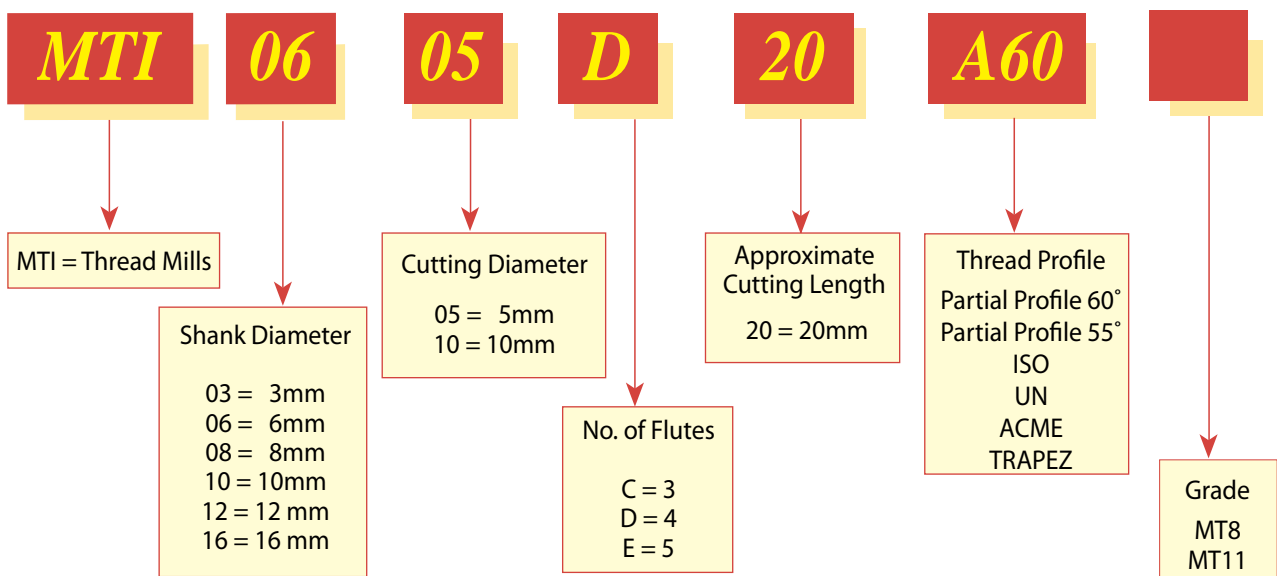 MTI 06 05 D 20 A60
MTI = Thread Mills
Shank Diameter
03 = 3mm
06 = 6mm
08 = 8mm
10 = 10mm
12 = 12 mm
16 = 16 mm
Cutting Diameter
05 = 5mm
10 = 10mm
No. of Flutes
C = 3
D = 4
E = 5
Approximate
Cutting Length
20 = 20mm
Thread Profile
Partial Profile 60˚
Partial Profile 55˚
ISO
UN
ACME
TRAPEZ
Grade
MT8
MT11